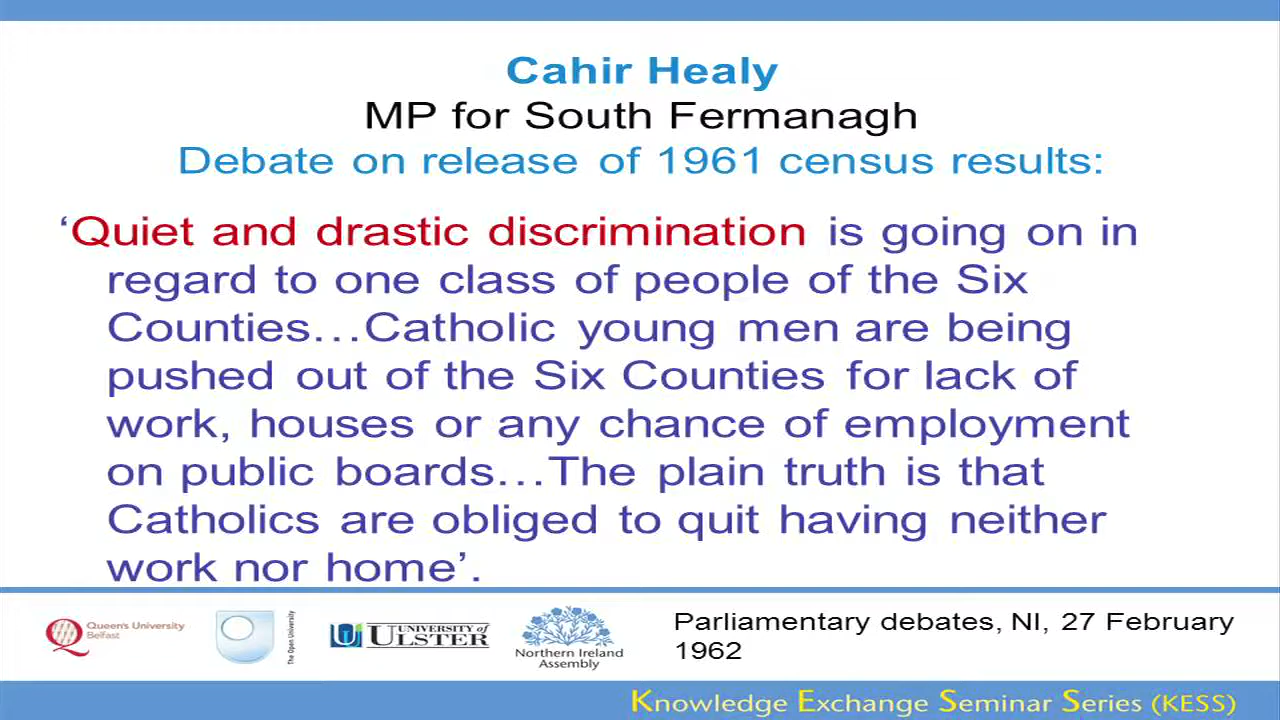 Cahir Healy
MP for South Fermanagh
Debate on release of 1961 census results:
‘Quiet and drastic discrimination is going on in
regard to one class of people of the Six
Counties…Catholic young men are being
pushed out of the Six Counties for lack of
work, houses or any chance of employment
on public boards…The plain truth is that
Catholics are obliged to quit having neither
work nor home’.
Queen's University
Belfast
The Open University
UNIVERSITY of
ULSTER
Northern Ireland
Assembly
Parliamentary debates, NI, 27 February
1962
Knowledge Exchange Seminar Series (KESS)